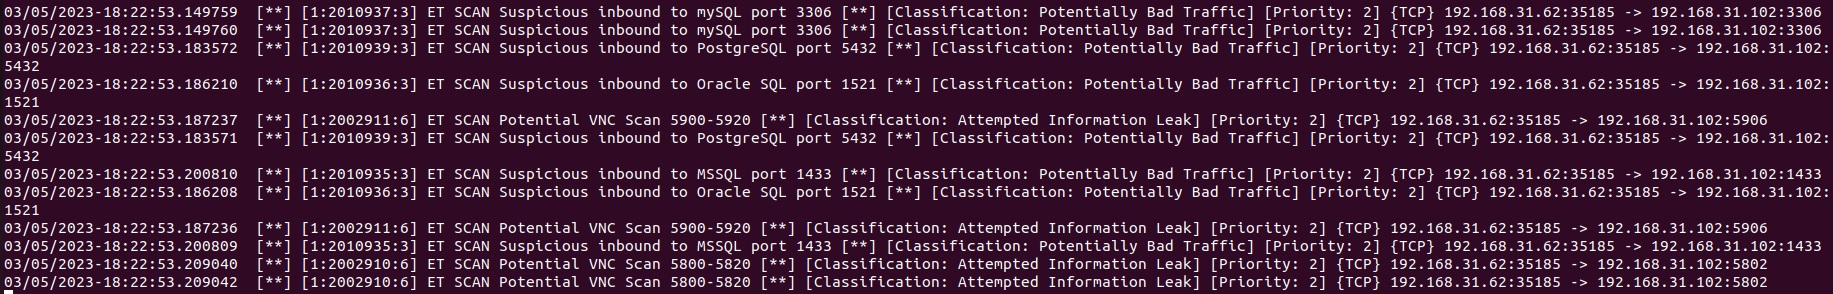 03/05/2023-18:22:53.149759  [**] [1:2010937:3] ET SCAN Suspicious inbound to mySQL port 3306 [**] [Classification: Potentially Bad Traffic] [Priority: 2] {TCP} 192.168.31.62:35185 -> 192.168.31.102:3306
03/05/2023-18:22:53.149760  [**] [1:2010937:3] ET SCAN Suspicious inbound to mySQL port 3306 [**] [Classification: Potentially Bad Traffic] [Priority: 2] {TCP} 192.168.31.62:35185 -> 192.168.31.102:3306
03/05/2023-18:22:53.183572  [**] [1:2010939:3] ET SCAN Suspicious inbound to PostgreSQL port 5432 [**] [Classification: Potentially Bad Traffic] [Priority: 2] {TCP} 192.168.31.62:35185 -> 192.168.31.102:
5432
03/05/2023-18:22:53.186210  [**] [1:2010936:3] ET SCAN Suspicious inbound to Oracle SQL port 1521 [**] [Classification: Potentially Bad Traffic] [Priority: 2] {TCP} 192.168.31.62:35185 -> 192.168.31.102:
1521
03/05/2023-18:22:53.187237  [**] [1:2002911:6] ET SCAN Potential VNC Scan 5900-5920 [**] [Classification: Attempted Information Leak] [Priority: 2] {TCP} 192.168.31.62:35185 -> 192.168.31.102:5906
03/05/2023-18:22:53.183571  [**] [1:2010939:3] ET SCAN Suspicious inbound to PostgreSQL port 5432 [**] [Classification: Potentially Bad Traffic] [Priority: 2] {TCP} 192.168.31.62:35185 -> 192.168.31.102:
5432
03/05/2023-18:22:53.200810  [**] [1:2010935:3] ET SCAN Suspicious inbound to MSSQL port 1433 [**] [Classification: Potentially Bad Traffic] [Priority: 2] {TCP} 192.168.31.62:35185 -> 192.168.31.102:1433
03/05/2023-18:22:53.186208  [**] [1:2010936:3] ET SCAN Suspicious inbound to Oracle SQL port 1521 [**] [Classification: Potentially Bad Traffic] [Priority: 2] {TCP} 192.168.31.62:35185 -> 192.168.31.102:
1521
03/05/2023-18:22:53.187236  [**] [1:2002911:6] ET SCAN Potential VNC Scan 5900-5920 [**] [Classification: Attempted Information Leak] [Priority: 2] {TCP} 192.168.31.62:35185 -> 192.168.31.102:5906
03/05/2023-18:22:53.200809  [**] [1:2010935:3] ET SCAN Suspicious inbound to MSSQL port 1433 [**] [Classification: Potentially Bad Traffic] [Priority: 2] {TCP} 192.168.31.62:35185 -> 192.168.31.102:1433
03/05/2023-18:22:53.209040  [**] [1:2002910:6] ET SCAN Potential VNC Scan 5800-5820 [**] [Classification: Attempted Information Leak] [Priority: 2] {TCP} 192.168.31.62:35185 -> 192.168.31.102:5802
03/05/2023-18:22:53.209042  [**] [1:2002910:6] ET SCAN Potential VNC Scan 5800-5820 [**] [Classification: Attempted Information Leak] [Priority: 2] {TCP} 192.168.31.62:35185 -> 192.168.31.102:5802